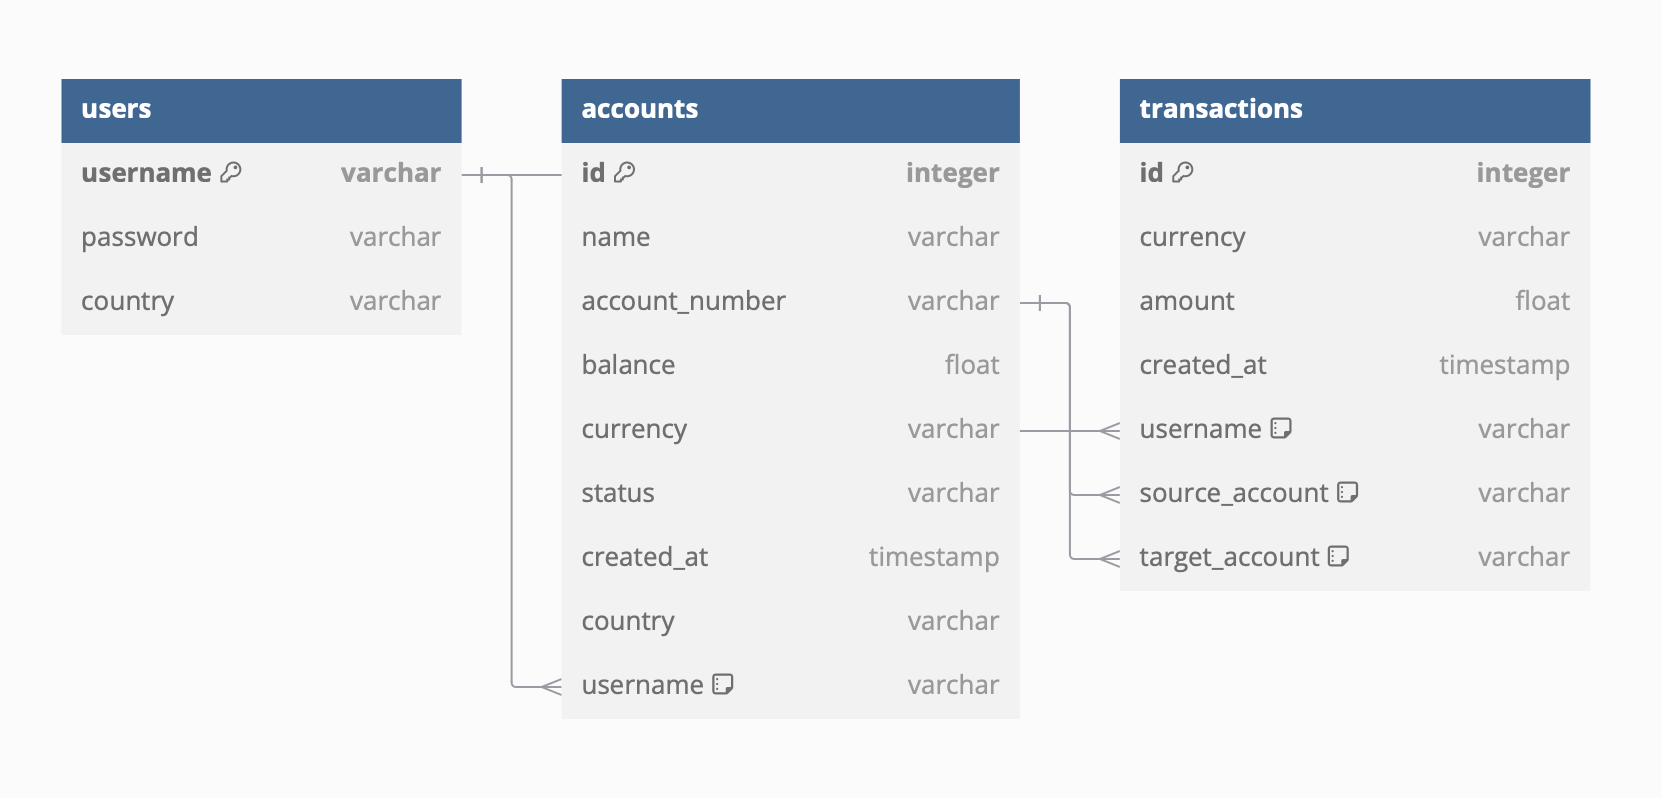 users
username varchar
password varchar
country varchar
accounts
id integer
name varchar
account_number varchar
balance float
currency varchar
status varchar
created_at timestamp
country varchar
username varchar
transactions
id integer
currency varchar
amount float
created_at timestamp
username varchar
source_account varchar
target_account varchar